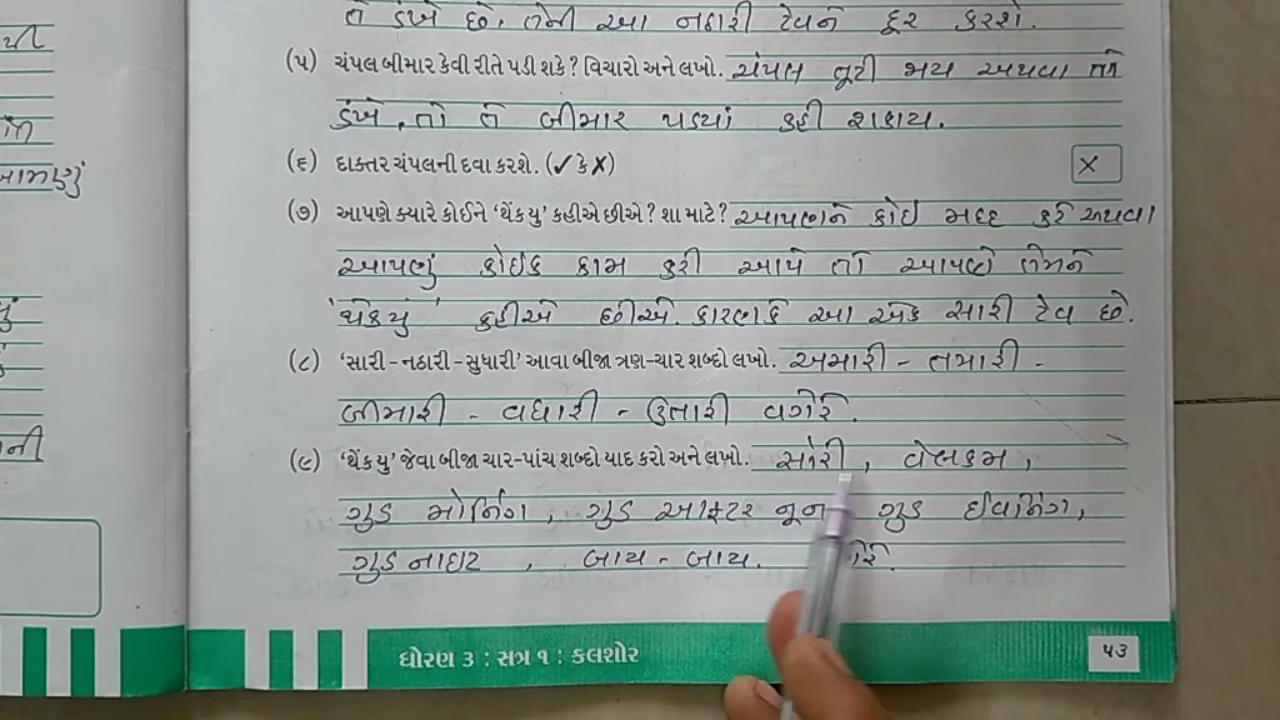 તે ડંખે છે, તેની આ નઠારી ટેવને દૂર કરશે.
(૫) ચંપલ બીમાર કેવી રીતે પડી શકે? વિચારો અને લખો. ચંપલ તૂટી જાય અથવા તો
ડંખે, તો તે બીમાર પડ્યાં કહી શકાય.
(૬) દાક્તર ચંપલની દવા કરશે. (✓ કે ✗) ✗
(૭) આપણે ક્યારે કોઈને ‘થેંક યુ’ કહીએ છીએ? શા માટે? આપણને કોઈ મદદ કરે અથવા
આપણું કોઈક કામ કરી આપે તો આપણે તેમને
'થેંકયું' કહીએ છીએ. કારણકે આ એક સારી ટેવ છે.
(૮) ‘સારી – નઠારી – સુધારી’ આવા બીજા ત્રણ-ચાર શબ્દો લખો. અમારી - તમારી -
બીમારી - વધારી - ઉતારી વગેરે.
(૯) ‘થેંક યુ’ જેવા બીજા ચાર-પાંચ શબ્દો યાદ કરો અને લખો. સોરી, વેલકમ,
ગુડ મોર્નિંગ, ગુડ આફ્ટર નૂન ગુડ ઈવનિંગ,
ગુડ નાઇટ , બાય - બાય.
ધોરણ ૩ : સત્ર ૧ : કલશોર
૫૩